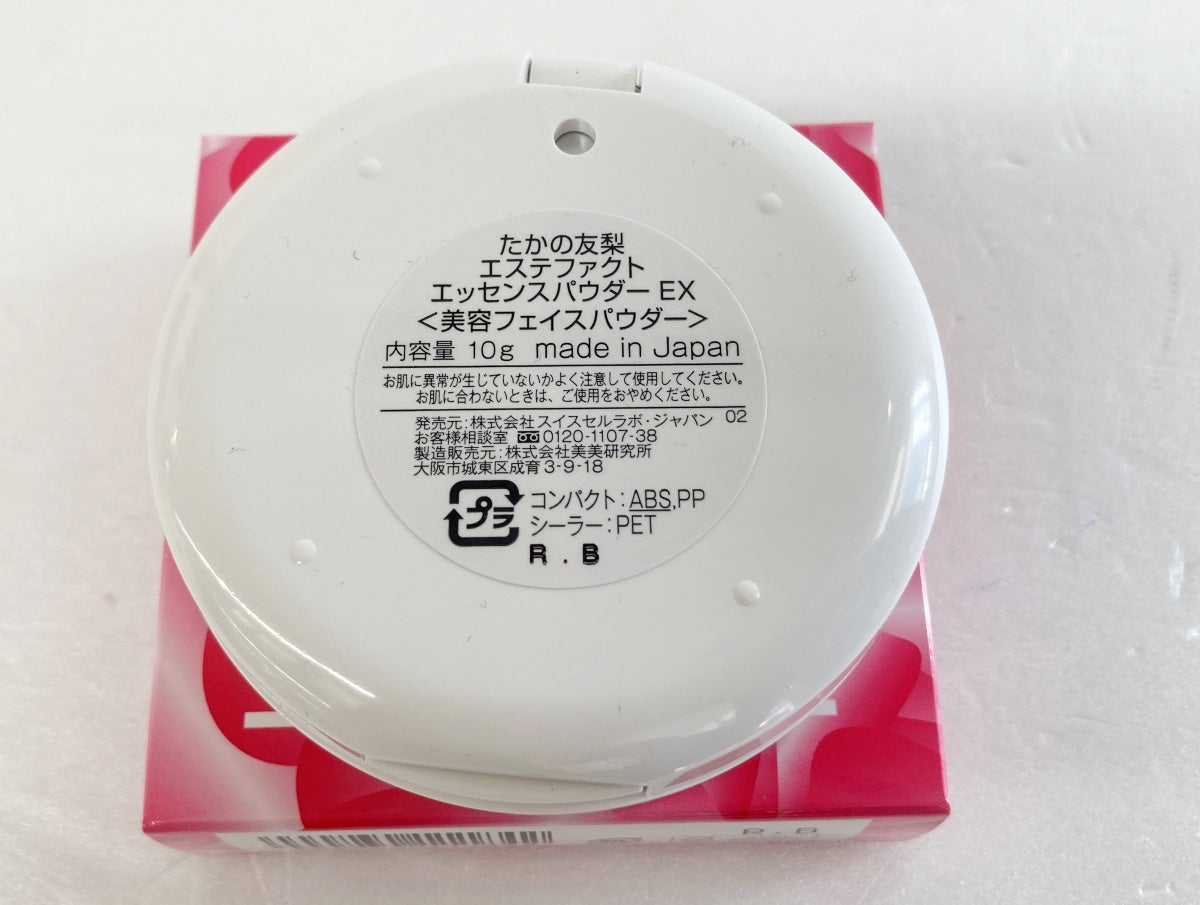 たかの友梨
エステファクト
エッセンスパウダー EX
<美容フェイスパウダー>
内容量 10g made in Japan
お肌に異常が生じていないかよく注意して使用してください。
お肌に合わないときは、ご使用をおやめください。
発売元:株式会社スイスセルラボ・ジャパン 02
お客様相談室 0120-1107-38
製造販売元:株式会社美美研究所
大阪市城東区成育3-9-18
プラ
コンパクト:ABS,PP
シーラー:PET
R.B
R.B